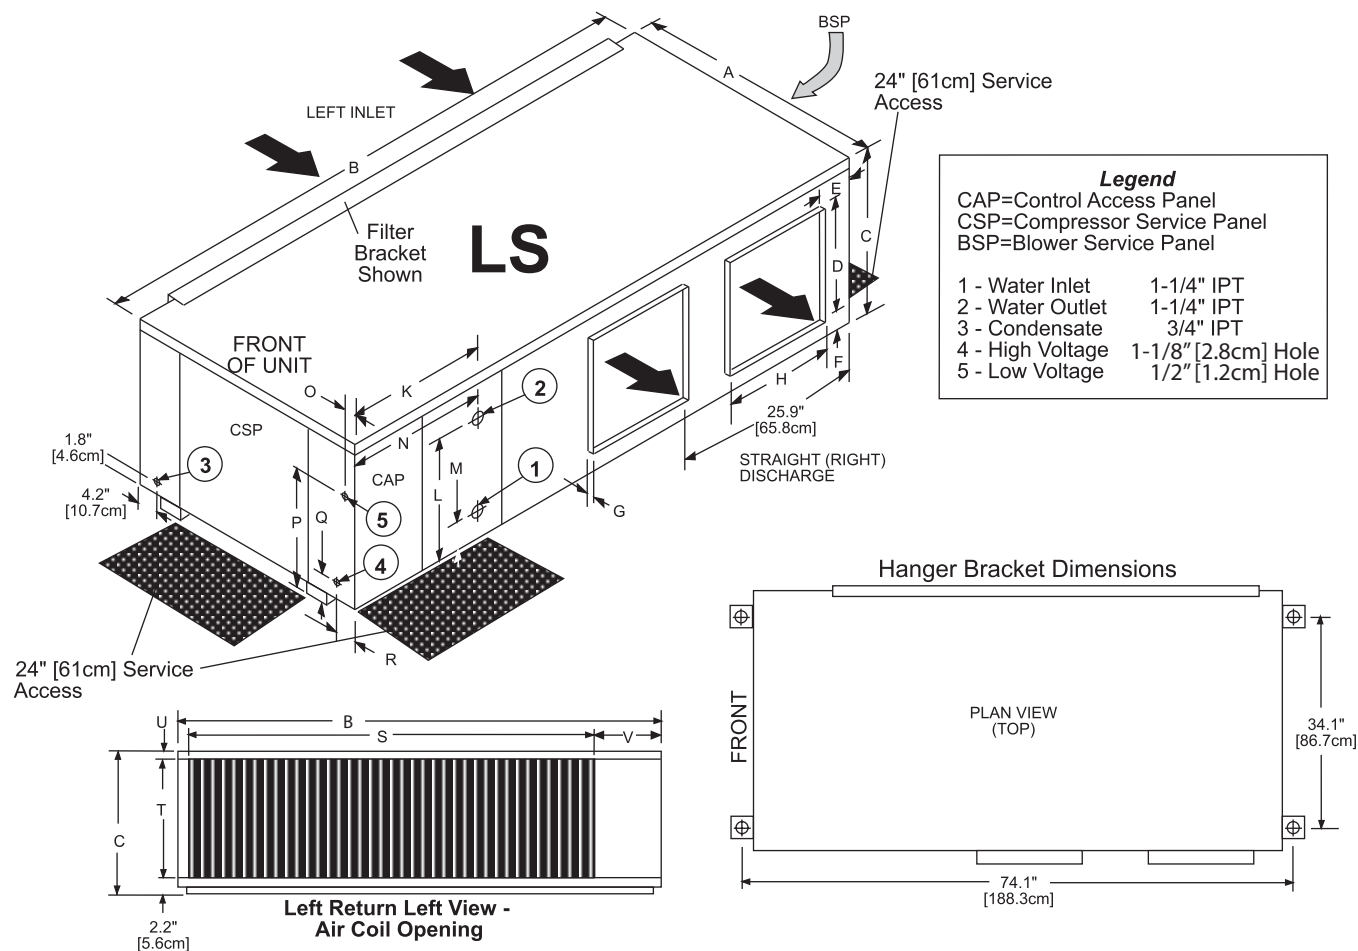 BSP
A
24" [61cm] Service
Access
LEFT INLET
B
Filter
Bracket
Shown
LS
E
C
D
Legend
CAP=Control Access Panel
CSP=Compressor Service Panel
BSP=Blower Service Panel
1 - Water Inlet 1-1/4" IPT
2 - Water Outlet 1-1/4" IPT
3 - Condensate 3/4" IPT
4 - High Voltage 1-1/8" [2.8cm] Hole
5 - Low Voltage 1/2" [1.2cm] Hole
FRONT
OF UNIT
O
K
2
H
F
25.9"
[65.8cm]
STRAIGHT (RIGHT)
DISCHARGE
CSP
N
1.8"
[4.6cm]
3
CAP
M
L
1
4.2"
[10.7cm]
P
Q
5
G
4
R
24" [61cm] Service
Access
Hanger Bracket Dimensions
FRONT
PLAN VIEW
(TOP)
34.1"
[86.7cm]
74.1"
[188.3cm]
U
B
S
V
T
C
2.2"
[5.6cm]
Left Return Left View -
Air Coil Opening